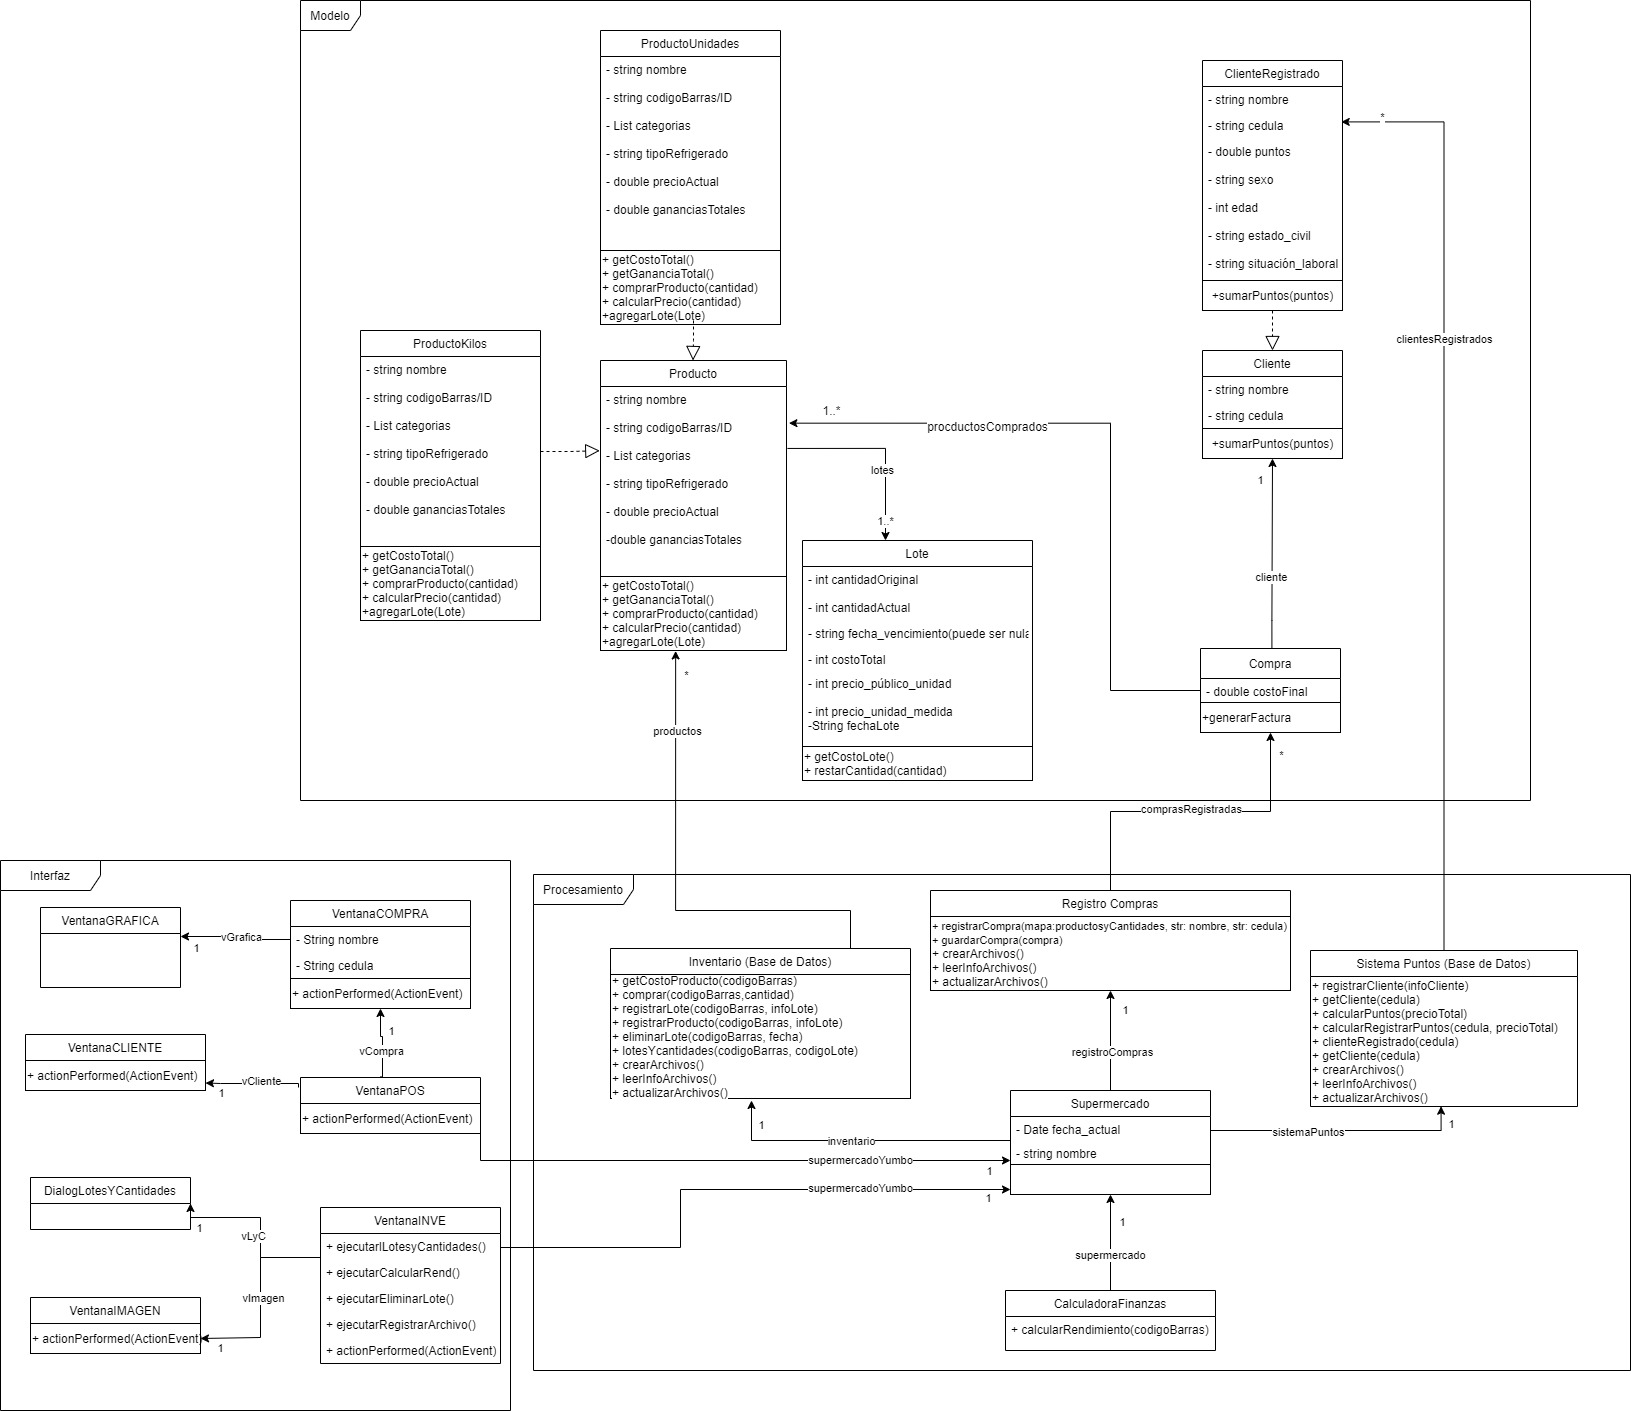 Modelo
ProductoUnidades
- string nombre
- string codigoBarras/ID
- List categorias
- string tipoRefrigerado
- double precioActual
- double gananciasTotales
+ getCostoTotal()
+ getGananciaTotal()
+ comprarProducto(cantidad)
+ calcularPrecio(cantidad)
+agregarLote(Lote)
ClienteRegistrado
- string nombre
- string cedula
- double puntos
- string sexo
- int edad
- string estado_civil
- string situación_laboral
+sumarPuntos(puntos)
*
clientesRegistrados
ProductoKilos
- string nombre
- string codigoBarras/ID
- List categorias
- string tipoRefrigerado
- double precioActual
- double gananciasTotales
+ getCostoTotal()
+ getGananciaTotal()
+ comprarProducto(cantidad)
+ calcularPrecio(cantidad)
+agregarLote(Lote)
Producto
- string nombre
- string codigoBarras/ID
- List categorias
- string tipoRefrigerado
- double precioActual
-double gananciasTotales
+ getCostoTotal()
+ getGananciaTotal()
+ comprarProducto(cantidad)
+ calcularPrecio(cantidad)
+agregarLote(Lote)
Cliente
- string nombre
- string cedula
+sumarPuntos(puntos)
1..*
procductosComprados
lotes
1..*
1
cliente
Lote
- int cantidadOriginal
- int cantidadActual
- string fecha_vencimiento(puede ser nula
- int costoTotal
- int precio_público_unidad
- int precio_unidad_medida
-String fechaLote
+ getCostoLote()
+ restarCantidad(cantidad)
Compra
- double costoFinal
+generarFactura
*
productos
*
comprasRegistradas
Interfaz
VentanaGRAFICA
VentanaCOMPRA
- String nombre
- String cedula
+ actionPerformed(ActionEvent)
vGrafica
1
1
vCompra
VentanaCLIENTE
+ actionPerformed(ActionEvent)
vCliente
1
VentanaPOS
+ actionPerformed(ActionEvent)
DialogLotesYCantidades
1
vLyC
VentanaINVE
+ ejecutarILotesyCantidades()
+ ejecutarCalcularRend()
+ ejecutarEliminarLote()
+ ejecutarRegistrarArchivo()
+ actionPerformed(ActionEvent)
vImagen
VentanaIMAGEN
+ actionPerformed(ActionEvent
1
Procesamiento
Registro Compras
+ registrarCompra(mapa:productosyCantidades, str: nombre, str: cedula)
+ guardarCompra(compra)
+ crearArchivos()
+ leerInfoArchivos()
+ actualizarArchivos()
Inventario (Base de Datos)
+ getCostoProducto(codigoBarras)
+ comprar(codigoBarras,cantidad)
+ registrarLote(codigoBarras, infoLote)
+ registrarProducto(codigoBarras, infoLote)
+ eliminarLote(codigoBarras, fecha)
+ lotesYcantidades(codigoBarras, codigoLote)
+ crearArchivos()
+ leerInfoArchivos()
+ actualizarArchivos()
Sistema Puntos (Base de Datos)
+ registrarCliente(infoCliente)
+ getCliente(cedula)
+ calcularPuntos(precioTotal)
+ calcularRegistrarPuntos(cedula, precioTotal)
+ clienteRegistrado(cedula)
+ getCliente(cedula)
+ crearArchivos()
+ leerInfoArchivos()
+ actualizarArchivos()
1
registroCompras
Supermercado
- Date fecha_actual
- string nombre
1
inventario
sistemaPuntos
1
supermercadoYumbo
1
supermercadoYumbo
1
1
supermercado
CalculadoraFinanzas
+ calcularRendimiento(codigoBarras)